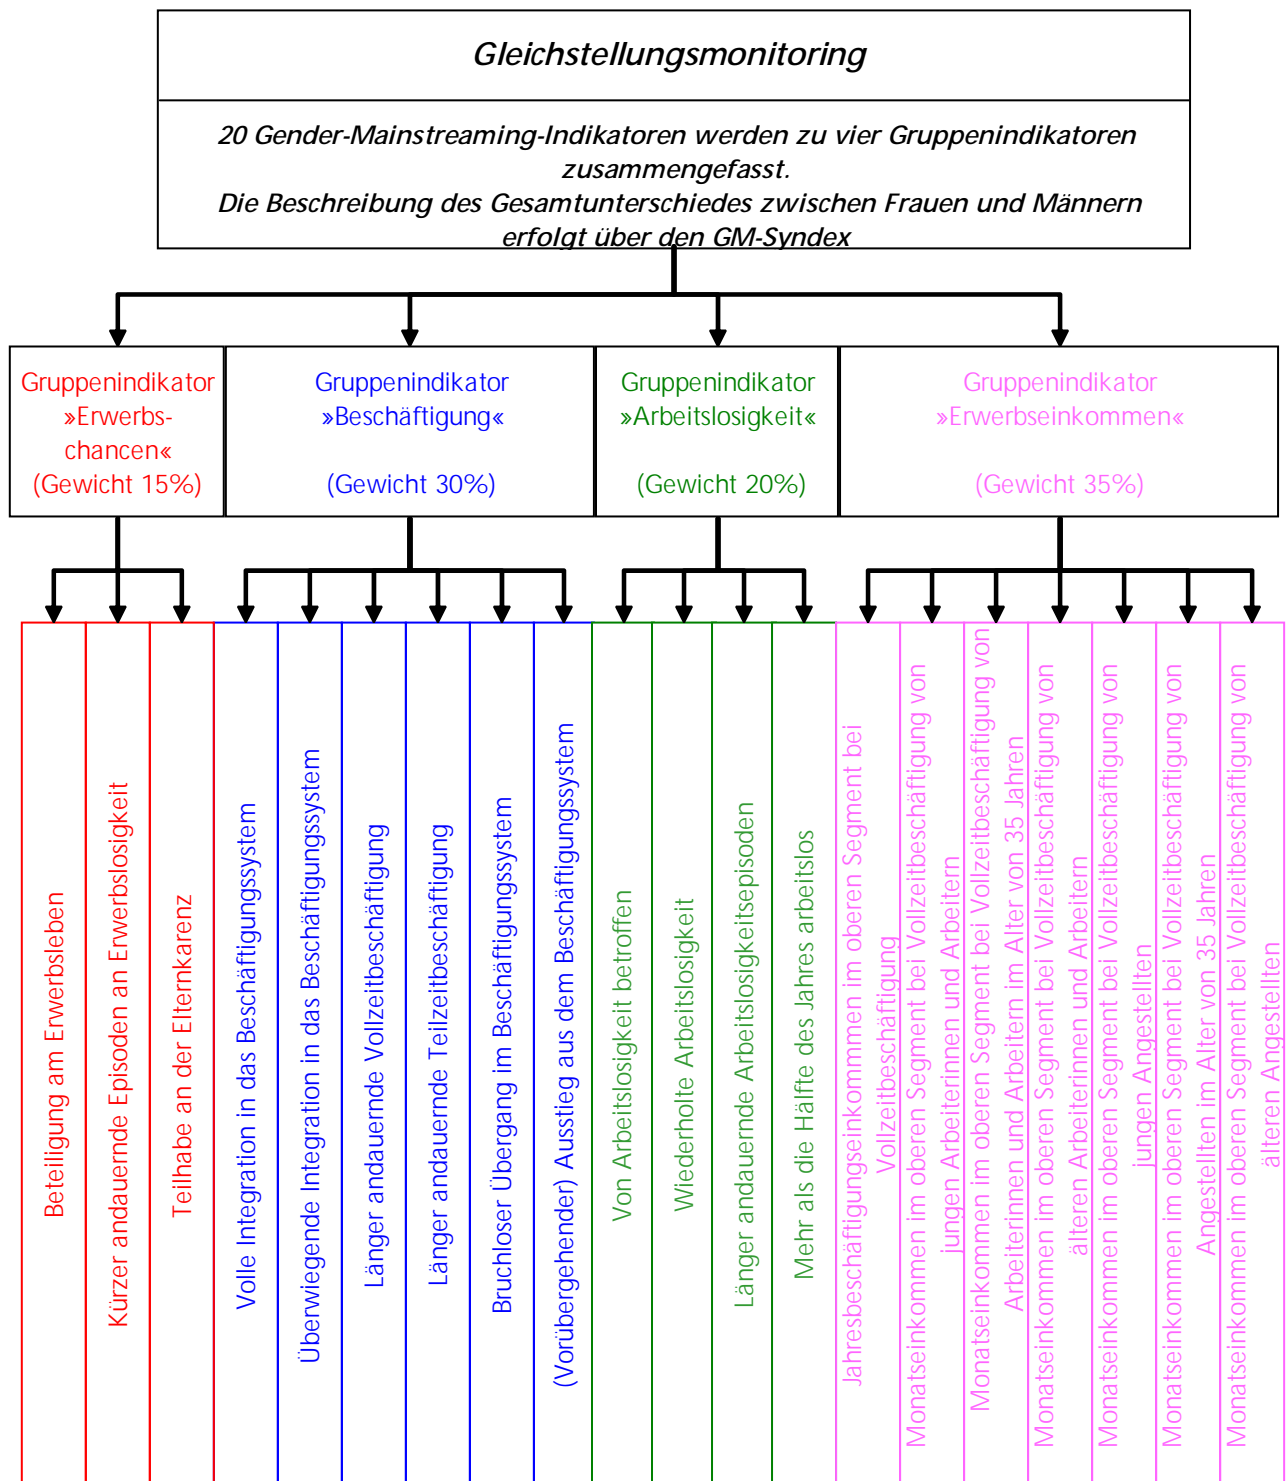 Gleichstellungsmonitoring
20 Gender-Mainstreaming-Indikatoren werden zu vier Gruppenindikatoren
zusammengefasst.
Die Beschreibung des Gesamtunterschiedes zwischen Frauen und Männern
erfolgt über den GM-Syndex
Gruppenindikator
»Erwerbs-
chancen«
(Gewicht 15%)
Gruppenindikator
»Beschäftigung«
(Gewicht 30%)
Gruppenindikator
»Arbeitslosigkeit«
(Gewicht 20%)
Gruppenindikator
»Erwerbseinkommen«
(Gewicht 35%)
Beteiligung am Erwerbsleben
Kürzer andauernde Episoden an Erwerbslosigkeit
Teilhabe an der Elternkarenz
Volle Integration in das Beschäftigungssystem
Überwiegende Integration in das Beschäftigungssystem
Länger andauernde Vollzeitbeschäftigung
Länger andauernde Teilzeitbeschäftigung
Bruchloser Übergang im Beschäftigungssystem
(Vorübergehender) Ausstieg aus dem Beschäftigungssystem
Von Arbeitslosigkeit betroffen
Wiederholte Arbeitslosigkeit
Länger andauernde Arbeitslosigkeitsepisoden
Mehr als die Hälfte des Jahres arbeitslos
Jahresbeschäftigungseinkommen im oberen Segment bei
Vollzeitbeschäftigung
Monatseinkommen im oberen Segment bei Vollzeitbeschäftigung von
jungen Arbeiterinnen und Arbeitern
Monatseinkommen im oberen Segment bei Vollzeitbeschäftigung von
Arbeiterinnen und Arbeitern im Alter von 35 Jahren
Monatseinkommen im oberen Segment bei Vollzeitbeschäftigung von
älteren Arbeiterinnen und Arbeitern
Monatseinkommen im oberen Segment bei Vollzeitbeschäftigung von
jungen Angestellten
Monatseinkommen im oberen Segment bei Vollzeitbeschäftigung von
Angestellten im Alter von 35 Jahren
Monatseinkommen im oberen Segment bei Vollzeitbeschäftigung von
älteren Angestellten